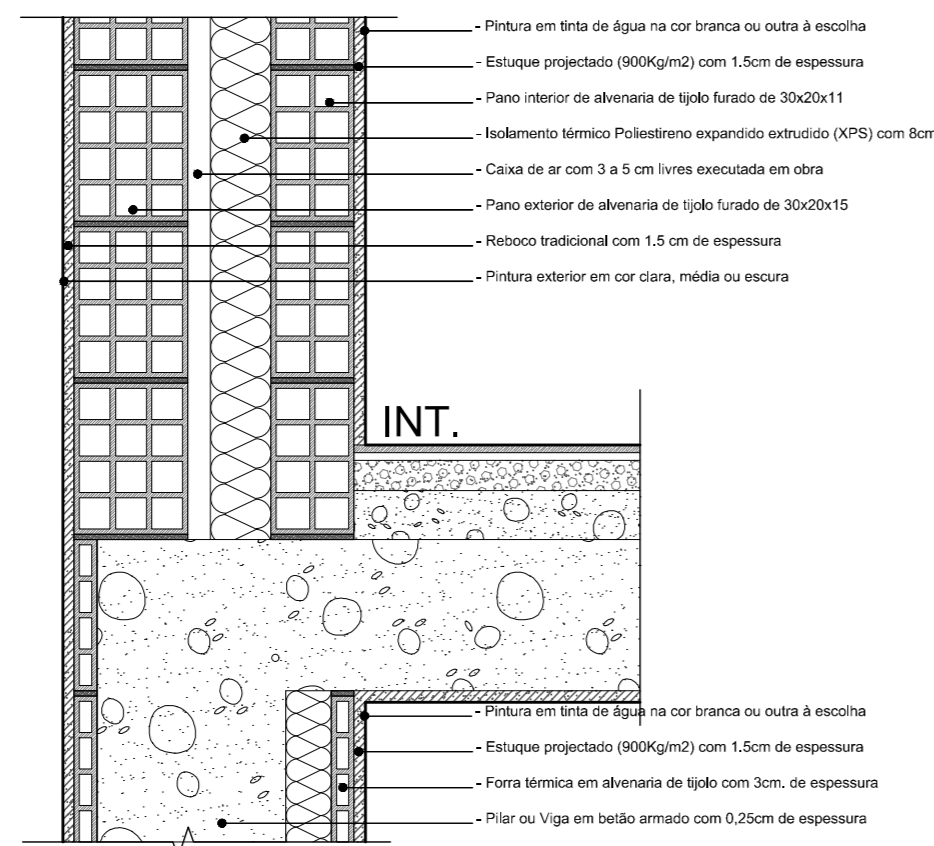 - Pintura em tinta de água na cor branca ou outra à escolha
- Estuque projectado (900Kg/m2) com 1.5cm de espessura
- Pano interior de alvenaria de tijolo furado de 30x20x11
- Isolamento térmico Poliestireno expandido extrudido (XPS) com 8cm
- Caixa de ar com 3 a 5 cm livres executada em obra
- Pano exterior de alvenaria de tijolo furado de 30x20x15
- Reboco tradicional com 1.5 cm de espessura
- Pintura exterior em cor clara, média ou escura
INT.
- Pintura em tinta de água na cor branca ou outra à escolha
- Estuque projectado (900Kg/m2) com 1.5cm de espessura
- Forra térmica em alvenaria de tijolo com 3cm. de espessura
- Pilar ou Viga em betão armado com 0,25cm de espessura